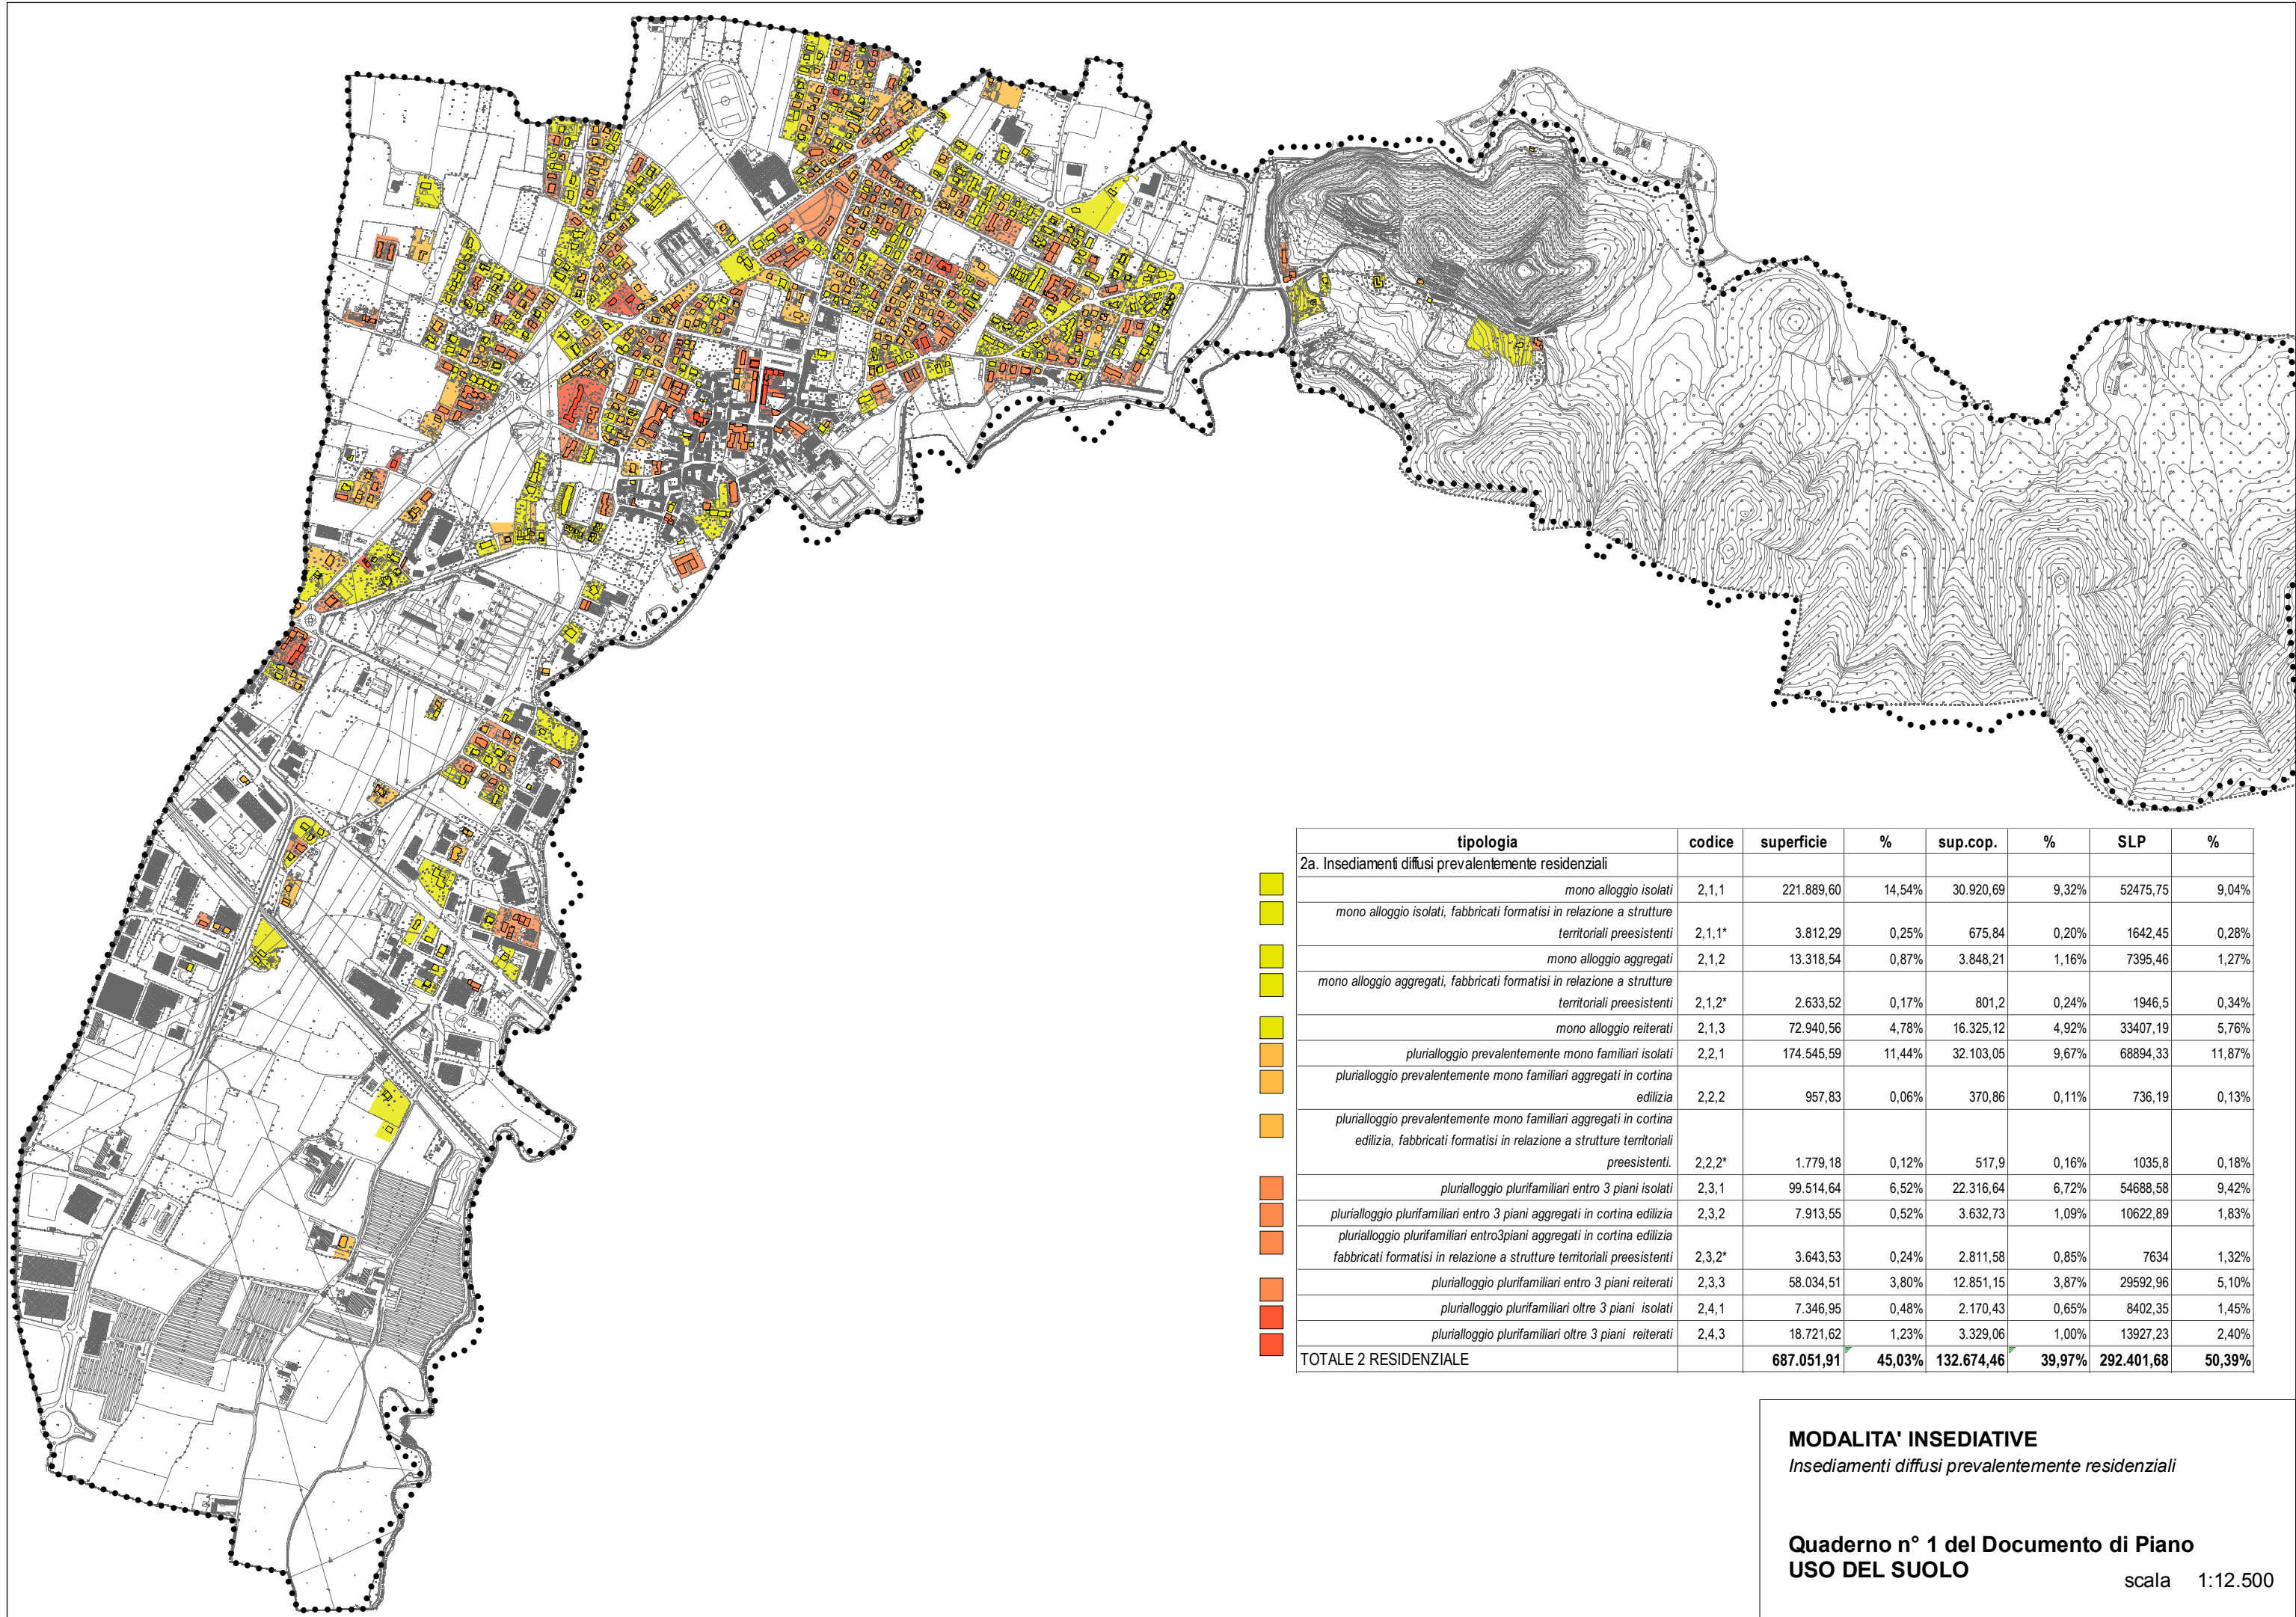 tipologia codice superficie % sup.cop. % SLP %
2a. Insediamenti diffusi prevalentemente residenziali
mono alloggio isolati 2,1,1 221.889,60 14,54% 30.920,69 9,32% 52475,75 9,04%
mono alloggio isolati, fabbricati formatisi in relazione a strutture
territoriali preesistenti 2,1,1* 3.812,29 0,25% 675,84 0,20% 1642,45 0,28%
mono alloggio aggregati 2,1,2 13.318,54 0,87% 3.848,21 1,16% 7395,46 1,27%
mono alloggio aggregati, fabbricati formatisi in relazione a strutture
territoriali preesistenti 2,1,2* 2.633,52 0,17% 801,2 0,24% 1946,5 0,34%
mono alloggio reiterati 2,1,3 72.940,56 4,78% 16.325,12 4,92% 33407,19 5,76%
plurialloggio prevalentemente mono familiari isolati 2,2,1 174.545,59 11,44% 32.103,05 9,67% 68894,33 11,87%
plurialloggio prevalentemente mono familiari aggregati in cortina
edilizia 2,2,2 957,83 0,06% 370,86 0,11% 736,19 0,13%
plurialloggio prevalentemente mono familiari aggregati in cortina
edilizia, fabbricati formatisi in relazione a strutture territoriali
preesistenti. 2,2,2* 1.779,18 0,12% 517,9 0,16% 1035,8 0,18%
plurialloggio plurifamiliari entro 3 piani isolati 2,3,1 99.514,64 6,52% 22.316,64 6,72% 54688,58 9,42%
plurialloggio plurifamiliari entro 3 piani aggregati in cortina edilizia 2,3,2 7.913,55 0,52% 3.632,73 1,09% 10622,89 1,83%
plurialloggio plurifamiliari entro3piani aggregati in cortina edilizia
fabbricati formatisi in relazione a strutture territoriali preesistenti 2,3,2* 3.643,53 0,24% 2.811,58 0,85% 7634 1,32%
plurialloggio plurifamiliari entro 3 piani reiterati 2,3,3 58.034,51 3,80% 12.851,15 3,87% 29592,96 5,10%
plurialloggio plurifamiliari oltre 3 piani isolati 2,4,1 7.346,95 0,48% 2.170,43 0,65% 8402,35 1,45%
plurialloggio plurifamiliari oltre 3 piani reiterati 2,4,3 18.721,62 1,23% 3.329,06 1,00% 13927,23 2,40%
TOTALE 2 RESIDENZIALE 687.051,91 45,03% 132.674,46 39,97% 292.401,68 50,39%
MODALITA' INSEDIATIVE
Insediamenti diffusi prevalentemente residenziali
Quaderno n° 1 del Documento di Piano
USO DEL SUOLO
scala 1:12.500